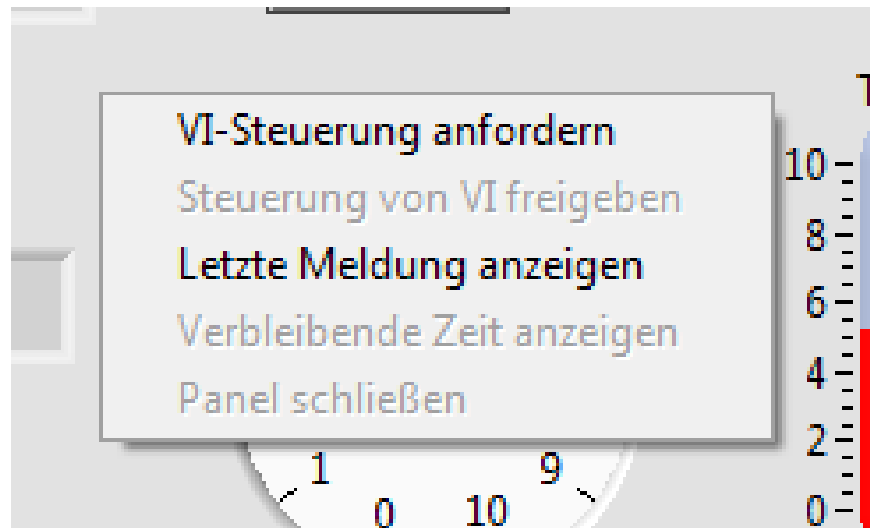 VI-Steuerung anfordern
Steuerung von VI freigeben
Letzte Meldung anzeigen
Verbleibende Zeit anzeigen
Panel schließen
10
8
6
4
2
0
1
9
0
10